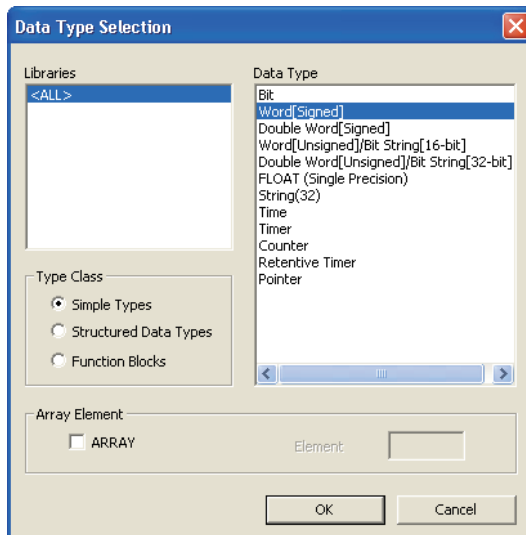 Data Type Selection
Libraries
<ALL>
Data Type
Bit
Word[Signed]
Double Word[Signed]
Word[Unsigned]/Bit String[16-bit]
Double Word[Unsigned]/Bit String[32-bit]
FLOAT (Single Precision)
String(32)
Time
Timer
Counter
Retentive Timer
Pointer
Type Class
Simple Types
Structured Data Types
Function Blocks
Array Element
ARRAY
Element
OK
Cancel